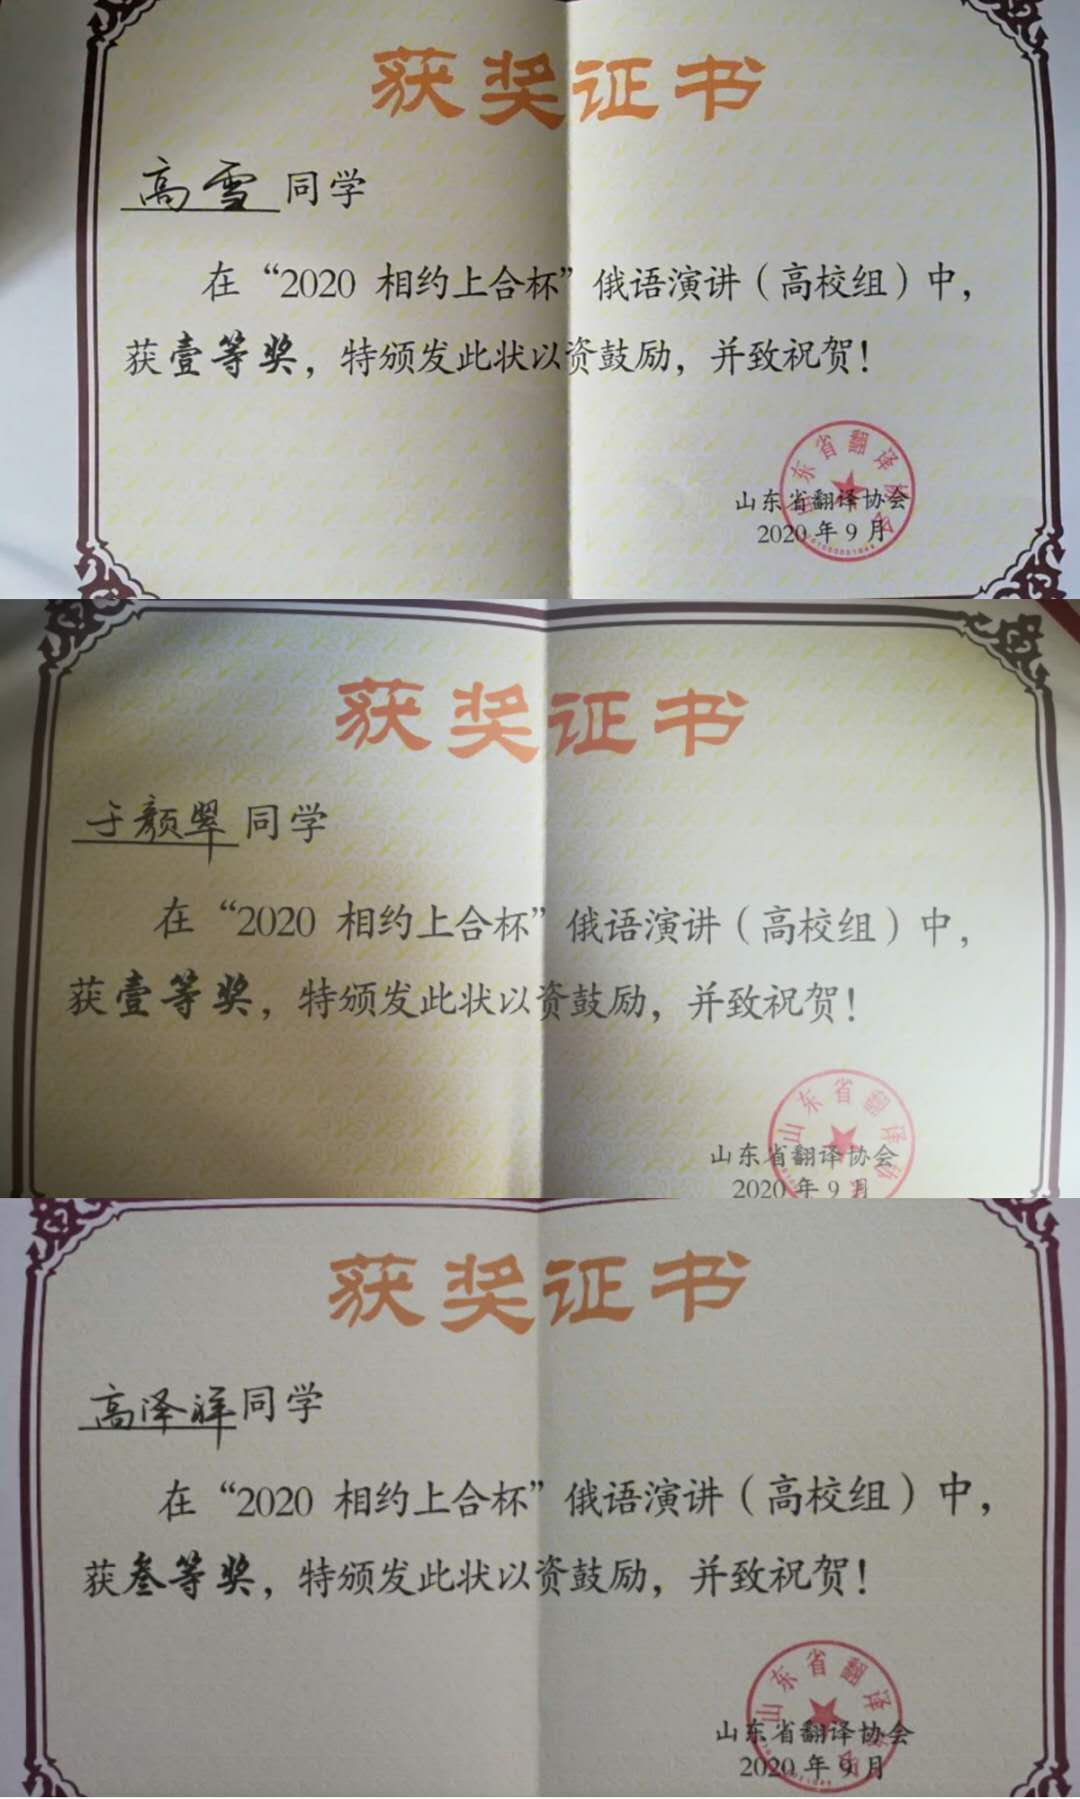 获奖证书
高雪同学
在“2020 相约上合杯”俄语演讲（高校组）中，
获壹等奖，特颁发此状以资鼓励，并致祝贺！
山东省翻译协会
山东省翻译协会
2020年9月
获奖证书
于颜翠同学
在“2020 相约上合杯”俄语演讲（高校组）中，
获壹等奖，特颁发此状以资鼓励，并致祝贺！
山东省翻译协
山东省翻译协会
2020年9月
获奖证书
高泽祥同学
在“2020 相约上合杯”俄语演讲（高校组）中，
获叁等奖，特颁发此状以资鼓励，并致祝贺！
山东省翻译协会
山东省翻译协会
2020年9月